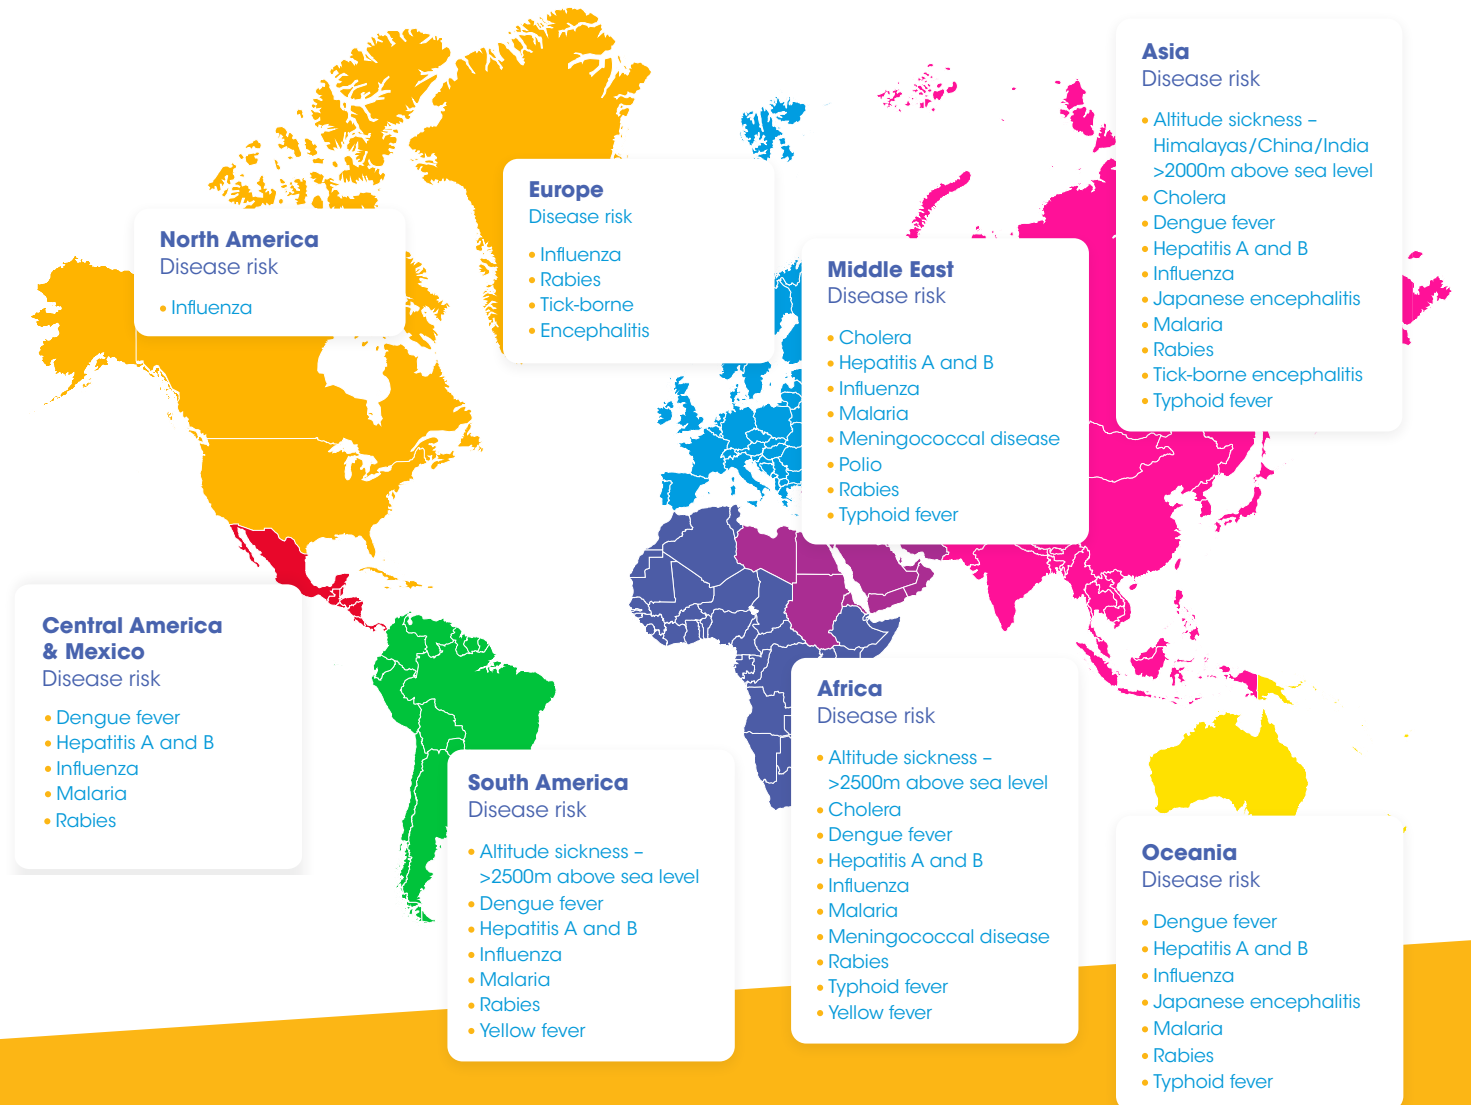 North America
Disease risk
• Influenza
Europe
Disease risk
• Influenza
• Rabies
• Tick-borne
• Encephalitis
Middle East
Disease risk
• Cholera
• Hepatitis A and B
• Influenza
• Malaria
• Meningococcal disease
• Polio
• Rabies
• Typhoid fever
Asia
Disease risk
• Altitude sickness –
Himalayas/China/India
>2000m above sea level
• Cholera
• Dengue fever
• Hepatitis A and B
• Influenza
• Japanese encephalitis
• Malaria
• Rabies
• Tick-borne encephalitis
• Typhoid fever
Central America
& Mexico
Disease risk
• Dengue fever
• Hepatitis A and B
• Influenza
• Malaria
• Rabies
South America
Disease risk
• Altitude sickness –
>2500m above sea level
• Dengue fever
• Hepatitis A and B
• Influenza
• Malaria
• Rabies
• Yellow fever
Africa
Disease risk
• Altitude sickness –
>2500m above sea level
• Cholera
• Dengue fever
• Hepatitis A and B
• Influenza
• Malaria
• Meningococcal disease
• Rabies
• Typhoid fever
• Yellow fever
Oceania
Disease risk
• Dengue fever
• Hepatitis A and B
• Influenza
• Japanese encephalitis
• Malaria
• Rabies
• Typhoid fever